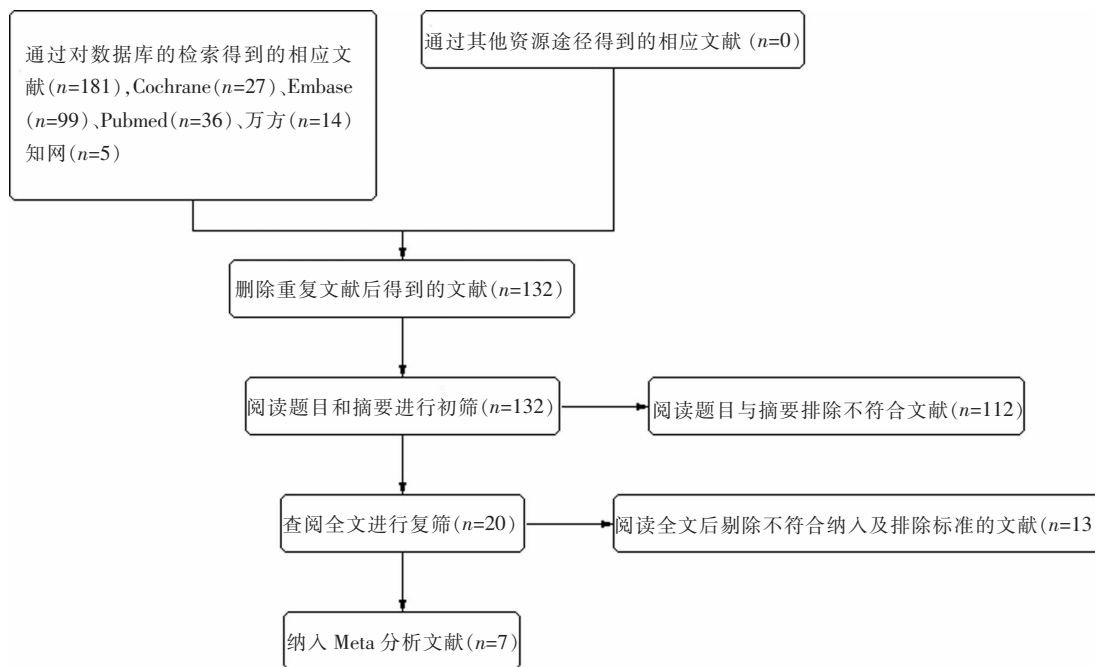 通过对数据库的检索得到的相应文
献(n=181),Cochrane(n=27)、Embase
(n=99)、Pubmed(n=36)、万方(n=14)
知网(n=5)
通过其他资源途径得到的相应文献(n=0)
删除重复文献后得到的文献(n=132)
阅读题目和摘要进行初筛(n=132)
阅读题目与摘要排除不符合文献(n=112)
查阅全文进行复筛(n=20)
阅读全文后剔除不符合纳入及排除标准的文献(n=13
纳入 Meta 分析文献(n=7)